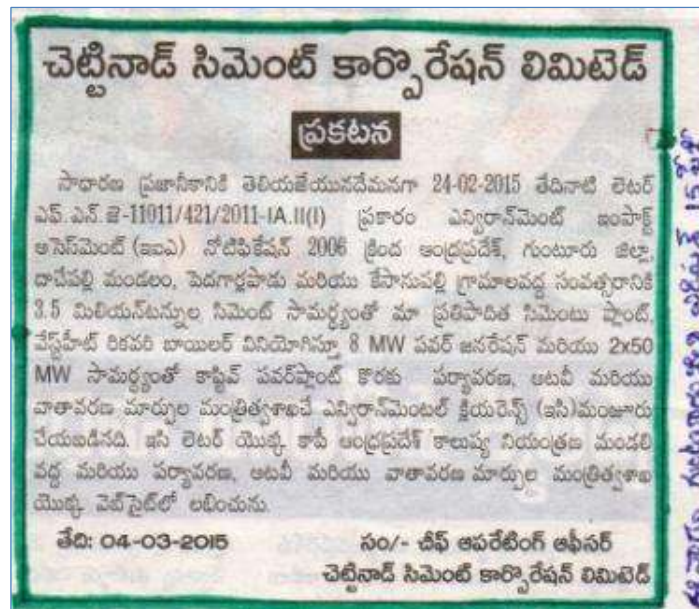 చెట్టినాడ్ సిమెంట్ కార్పొరేషన్ లిమిటెడ్
ప్రకటన
సాధారణ ప్రజానీకానికి తెలియజేయునదేమనగా 24-02-2015 తేదినాటి లెటర్
ఎఫ్.ఎన్.జె-11011/421/2011-IA.II(I) ప్రకారం ఎన్విరాన్‌మెంట్ ఇంపాక్ట్
అసెస్‌మెంట్ (ఇఐఎ) నోటిఫికేషన్ 2006 క్రింద ఆంధ్రప్రదేశ్, గుంటూరు జిల్లా,
దాచేపల్లి మండలం, పెదగార్లపాడు మరియు కేసానుపల్లి గ్రామాలవద్ద సంవత్సరానికి
3.5 మిలియన్‌టన్నుల సిమెంట్ సామర్థ్యంతో మా ప్రతిపాదిత సిమెంటు ప్లాంట్,
వేస్ట్‌హీట్ రికవరి బాయిలర్ వినియోగిస్తూ 8 MW పవర్ జనరేషన్ మరియు 2x50
MW సామర్థ్యంతో కాప్టివ్ పవర్‌ప్లాంట్ కొరకు పర్యావరణ, అటవీ మరియు
వాతావరణ మార్పుల మంత్రిత్వశాఖచే ఎన్విరాన్‌మెంటల్ క్లియరెన్స్ (ఇసి)మంజూరు
చేయబడినది. ఇసి లెటర్ యొక్క కాపీ ఆంధ్రప్రదేశ్ కాలుష్య నియంత్రణ మండలి
వద్ద మరియు పర్యావరణ, అటవీ మరియు వాతావరణ మార్పుల మంత్రిత్వశాఖ
యొక్క వెబ్‌సైట్‌లో లభించును.
తేది: 04-03-2015 సం/- చీఫ్ ఆపరేటింగ్ ఆఫీసర్
చెట్టినాడ్ సిమెంట్ కార్పొరేషన్ లిమిటెడ్